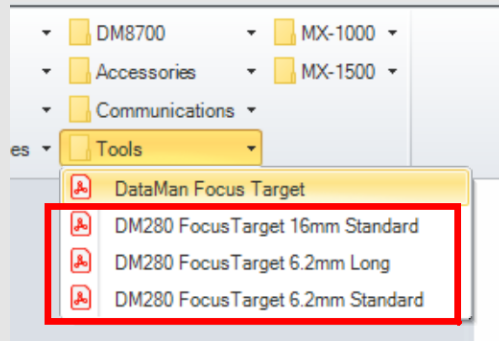 DM8700 MX-1000
Accessories MX-1500
Communications
es Tools
DataMan Focus Target
DM280 FocusTarget 16mm Standard
DM280 FocusTarget 6.2mm Long
DM280 FocusTarget 6.2mm Standard